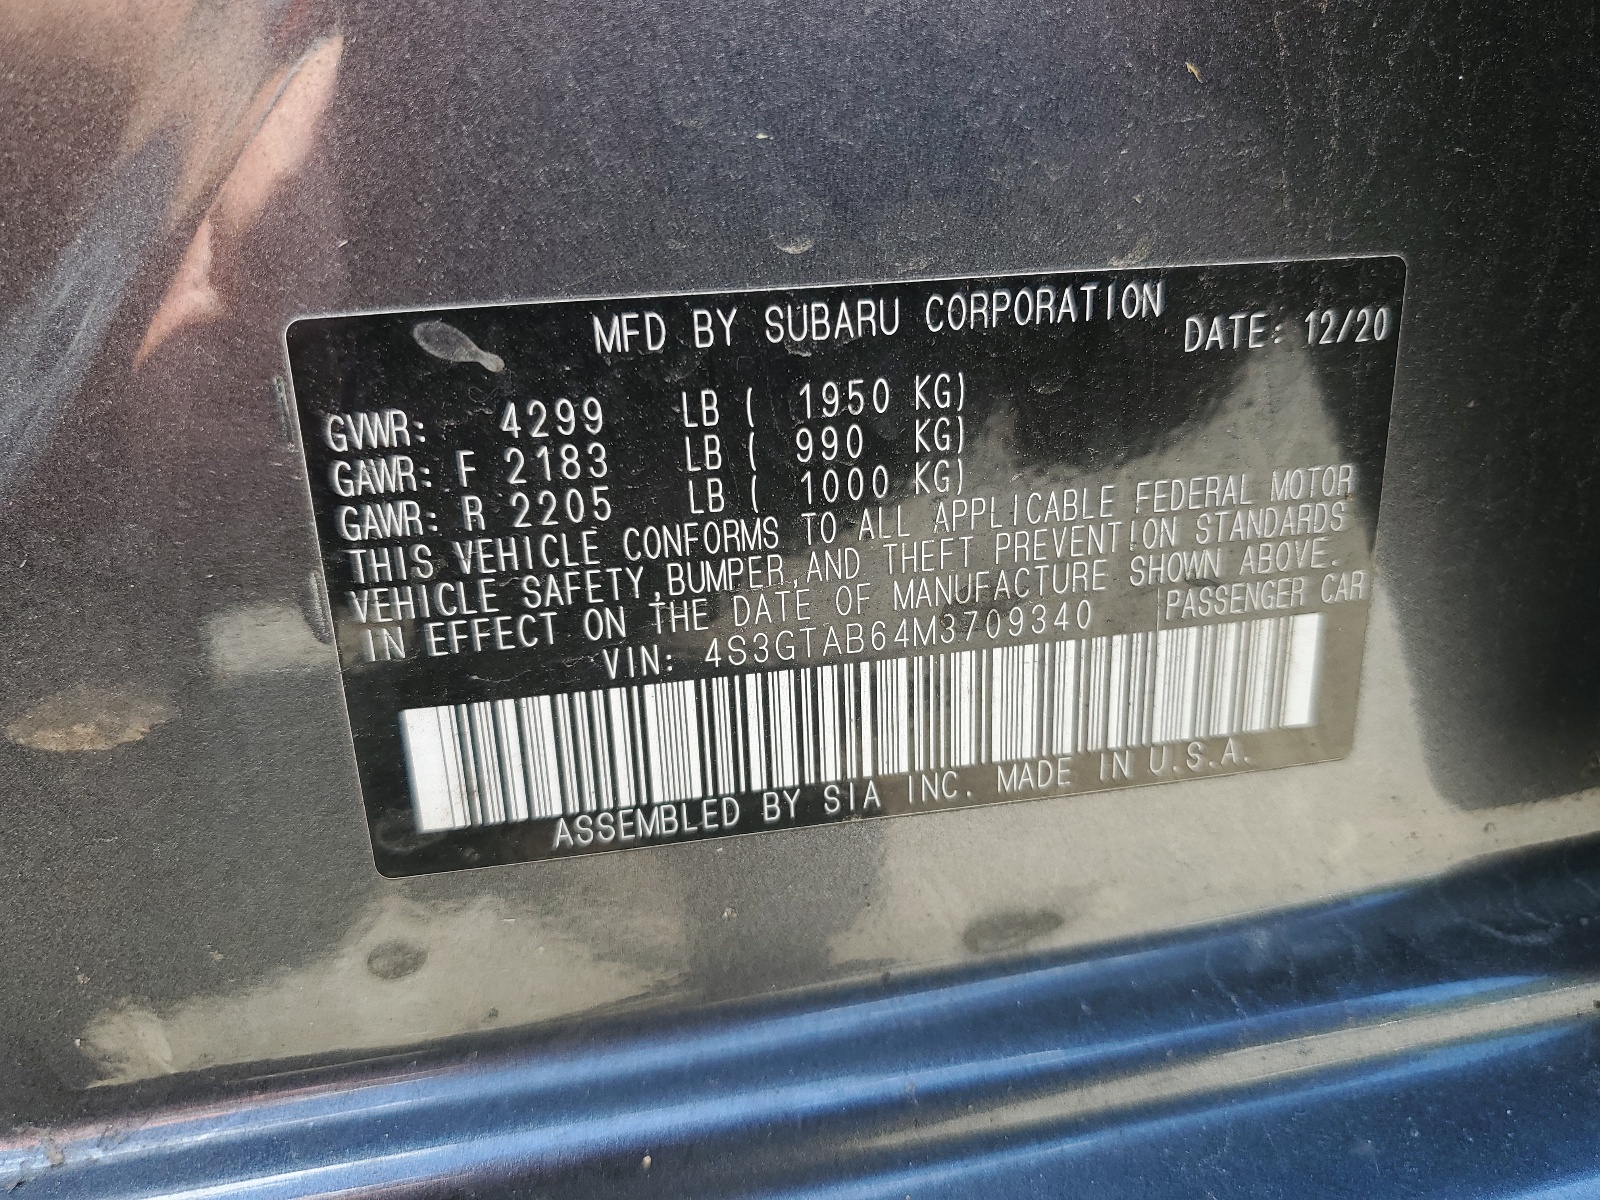 MFD BY SUBARU CORPORATION DATE: 12/20
GVWR: 4299 LB ( 1950 KG)
GAWR: F 2183 LB ( 990 KG)
GAWR: R 2205 LB ( 1000 KG)
THIS VEHICLE CONFORMS TO ALL APPLICABLE FEDERAL MOTOR
VEHICLE SAFETY,BUMPER,AND THEFT PREVENTION STANDARDS
IN EFFECT ON THE DATE OF MANUFACTURE SHOWN ABOVE.
VIN: 4S3GTAB64M3709340 PASSENGER CAR
ASSEMBLED BY SIA INC. MADE IN U.S.A.